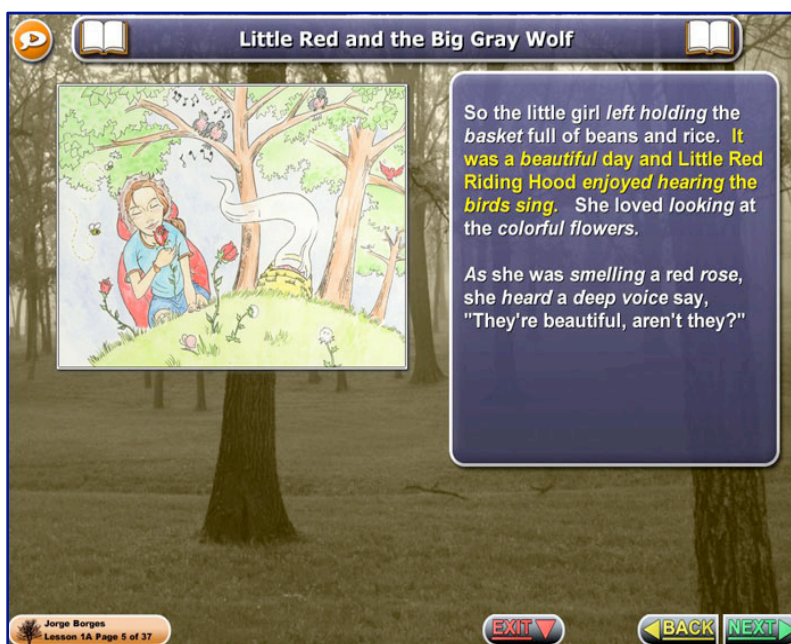 Little Red and the Big Gray Wolf
So the little girl left holding the
basket full of beans and rice. It
was a beautiful day and Little Red
Riding Hood enjoyed hearing the
birds sing. She loved looking at
the colorful flowers.
As she was smelling a red rose,
she heard a deep voice say,
"They're beautiful, aren't they?"
Jorge Borges
Lesson 1A Page 5 of 37
EXIT
BACK
NEXT